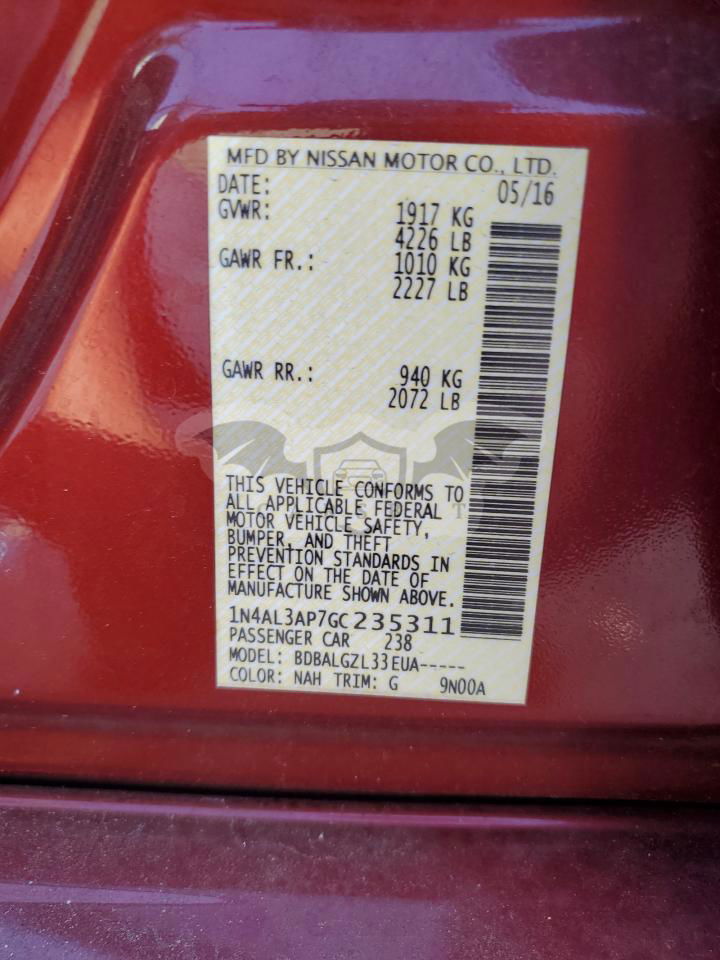 MFD BY NISSAN MOTOR CO., LTD.
DATE: 05/16
GVWR: 1917 KG
4226 LB
GAWR FR.: 1010 KG
2227 LB
GAWR RR.: 940 KG
2072 LB
THIS VEHICLE CONFORMS TO
ALL APPLICABLE FEDERAL
MOTOR VEHICLE SAFETY,
BUMPER, AND THEFT
PREVENTION STANDARDS IN
EFFECT ON THE DATE OF
MANUFACTURE SHOWN ABOVE.
1N4AL3AP7GC235311
PASSENGER CAR 238
MODEL: BDBALGZL33EUA-----
COLOR: NAH TRIM: G 9N00A